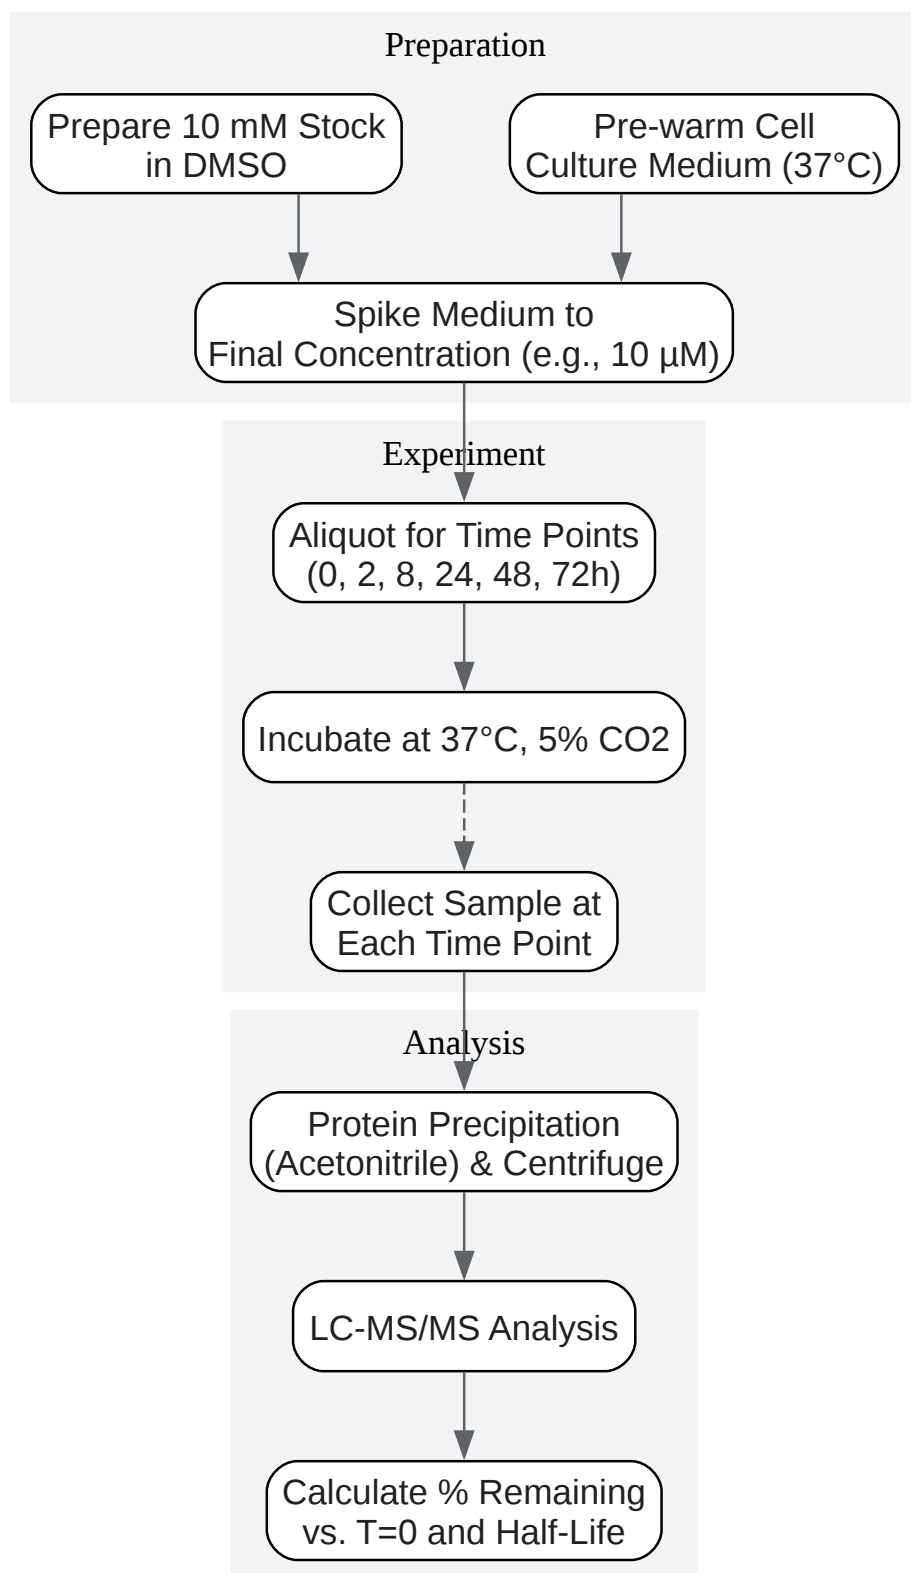 Preparation
Prepare 10 mM Stock
in DMSO
Pre-warm Cell
Culture Medium (37°C)
Spike Medium to
Final Concentration (e.g., 10 µM)
Experiment
Aliquot for Time Points
(0, 2, 8, 24, 48, 72h)
Incubate at 37°C, 5% CO2
Collect Sample at
Each Time Point
Analysis
Protein Precipitation
(Acetonitrile) & Centrifuge
LC-MS/MS Analysis
Calculate % Remaining
vs. T=0 and Half-Life